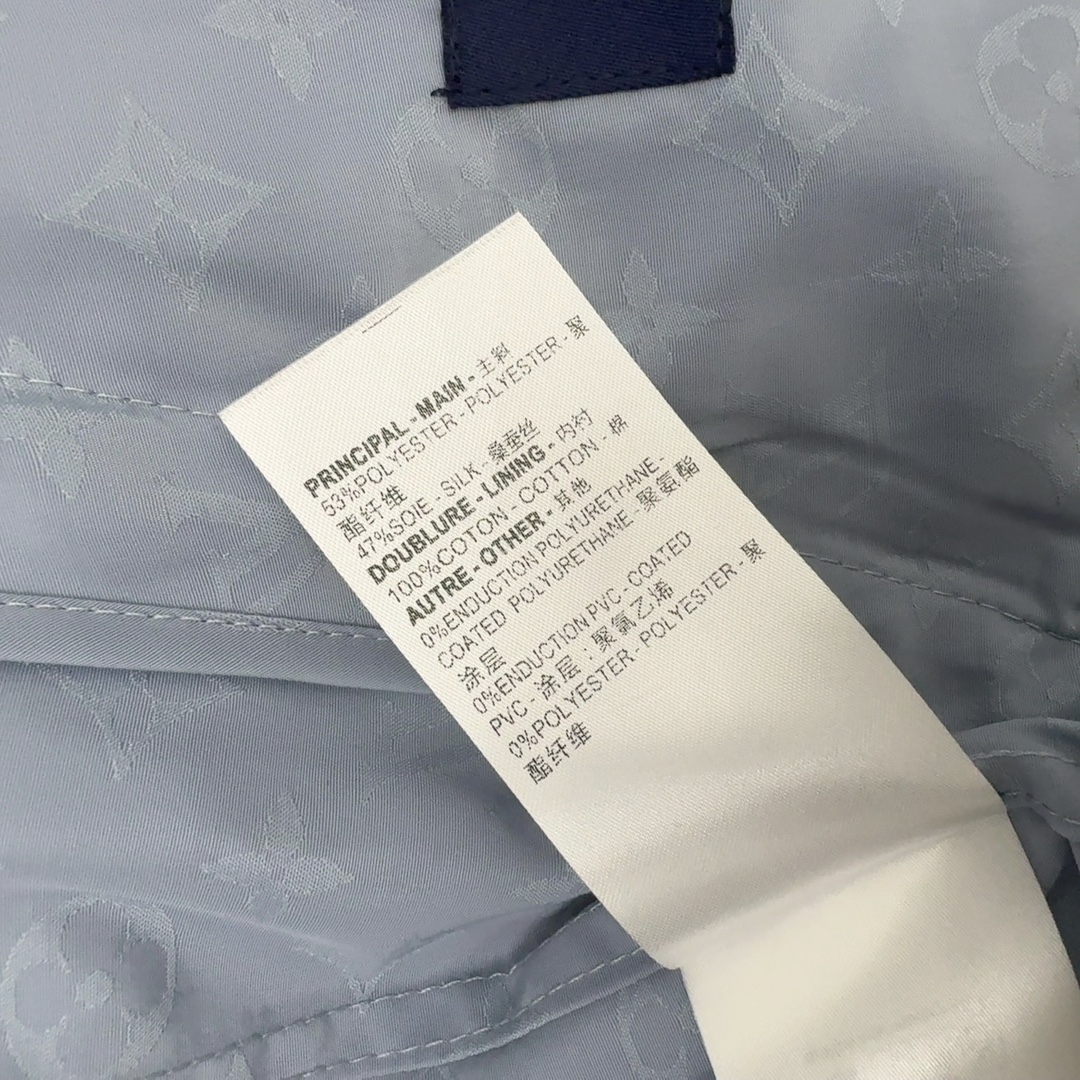 PRINCIPAL - MAIN - 主料
53%POLYESTER - POLYESTER - 聚
酯纤维
47%SOIE - SILK - 桑蚕丝
DOUBLURE - LINING - 内衬
100%COTON - COTTON - 棉
AUTRE - OTHER - 其他
0%ENDUCTION POLYURETHANE -
COATED POLYURETHANE - 聚氨酯
涂层
0%ENDUCTION PVC - COATED
PVC - 涂层：聚氯乙烯
0%POLYESTER - POLYESTER - 聚
酯纤维